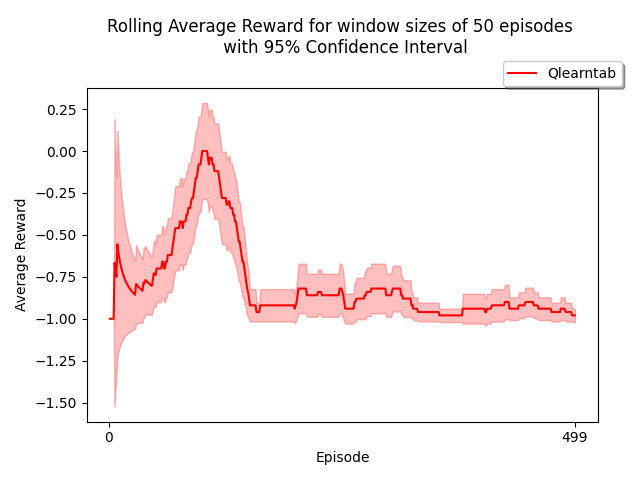 Rolling Average Reward for window sizes of 50 episodes
with 95% Confidence Interval
Qlearntab
0.25
0.00
−0.25
−0.50
−0.75
−1.00
−1.25
−1.50
Average Reward
0
499
Episode